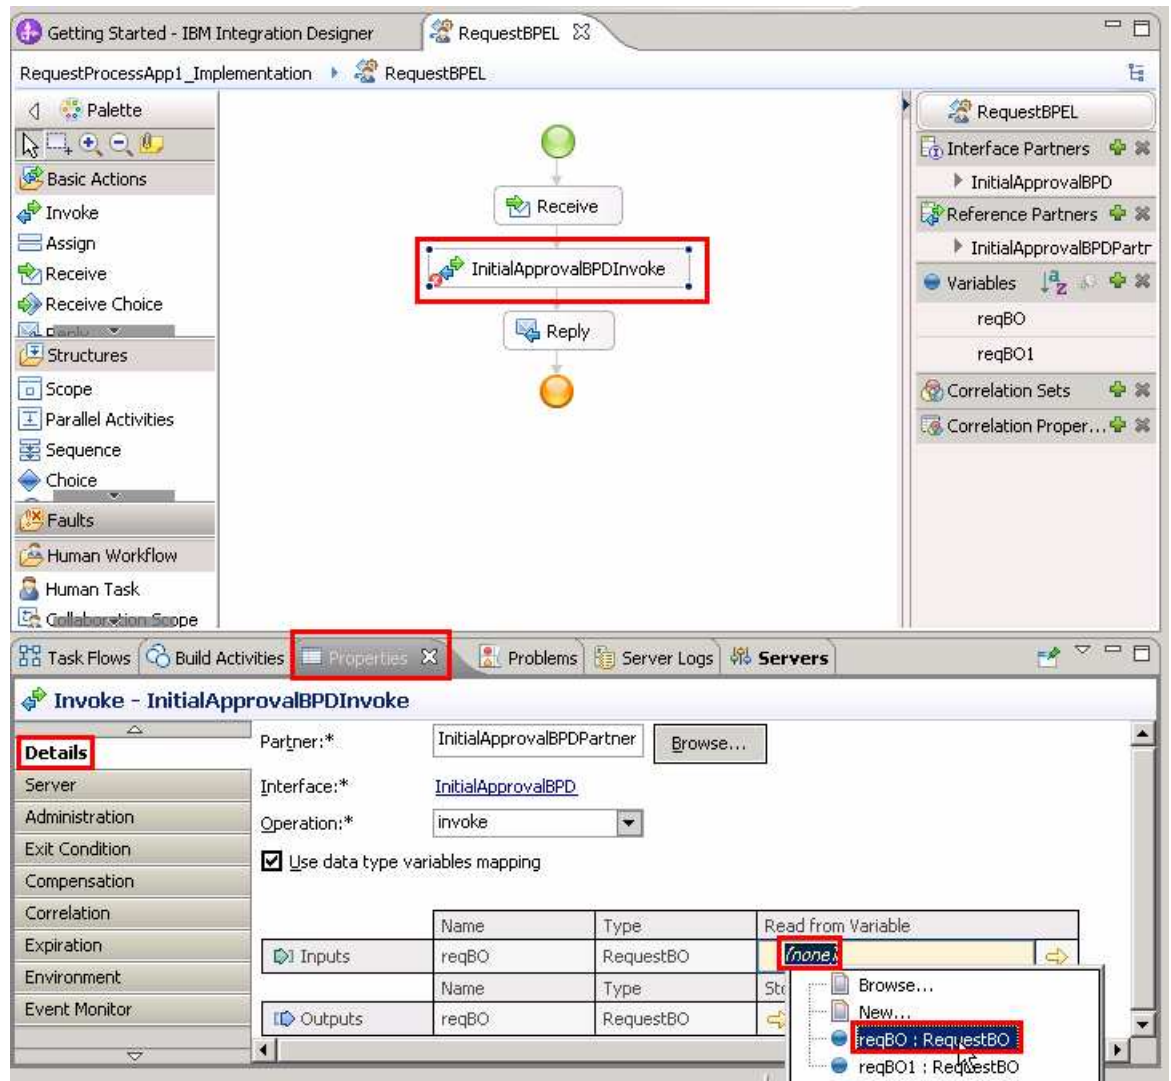 Getting Started - IBM Integration Designer
RequestBPEL
RequestProcessApp1_Implementation
RequestBPEL
Palette
Basic Actions
Invoke
Assign
Receive
Receive Choice
Structures
Scope
Parallel Activities
Sequence
Choice
Faults
Human Workflow
Human Task
Collaboration Scope
Receive
InitialApprovalBPDInvoke
Reply
RequestBPEL
Interface Partners
InitialApprovalBPD
Reference Partners
InitialApprovalBPDPartr
Variables
reqBO
reqBO1
Correlation Sets
Correlation Proper...
Task Flows
Build Activities
Properties
Problems
Server Logs
Servers
Invoke - InitialApprovalBPDInvoke
Details
Server
Administration
Exit Condition
Compensation
Correlation
Expiration
Environment
Event Monitor
Partner:* InitialApprovalBPDPartner Browse...
Interface:* InitialApprovalBPD
Operation:* invoke
Use data type variables mapping
Name Type Read from Variable
Inputs reqBO RequestBO (none)
Name Type
Outputs reqBO RequestBO
Browse...
New...
reqBO : RequestBO
reqBO1 : RequestBO